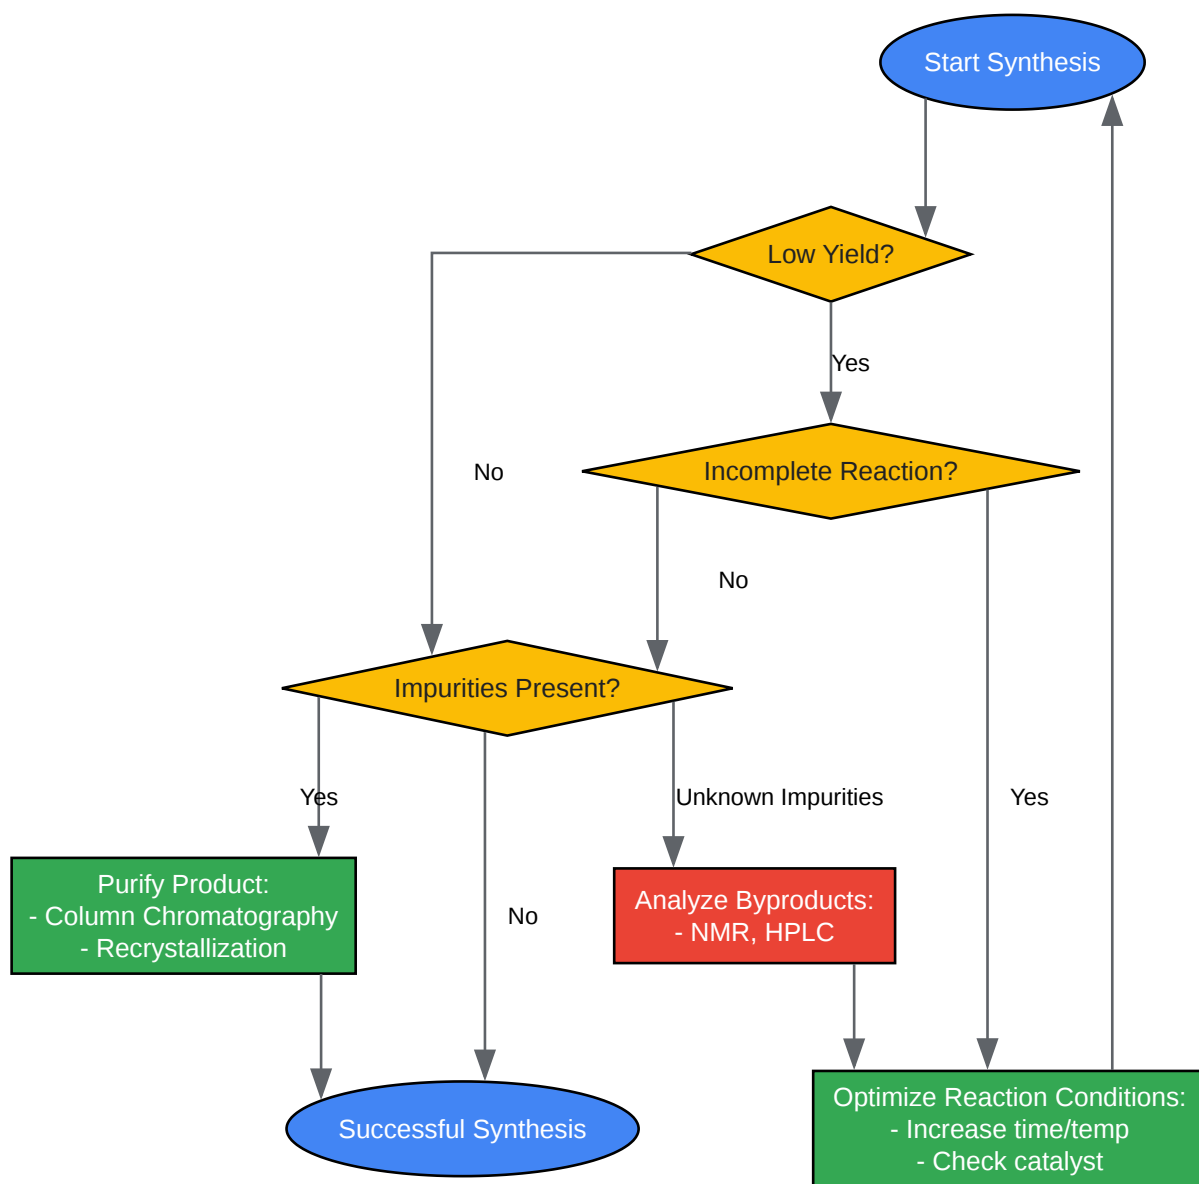 Start Synthesis
Low Yield?
Yes
No
Incomplete Reaction?
No
Impurities Present?
Yes
Unknown Impurities
Yes
Purify Product:
- Column Chromatography
- Recrystallization
No
Analyze Byproducts:
- NMR, HPLC
Successful Synthesis
Optimize Reaction Conditions:
- Increase time/temp
- Check catalyst